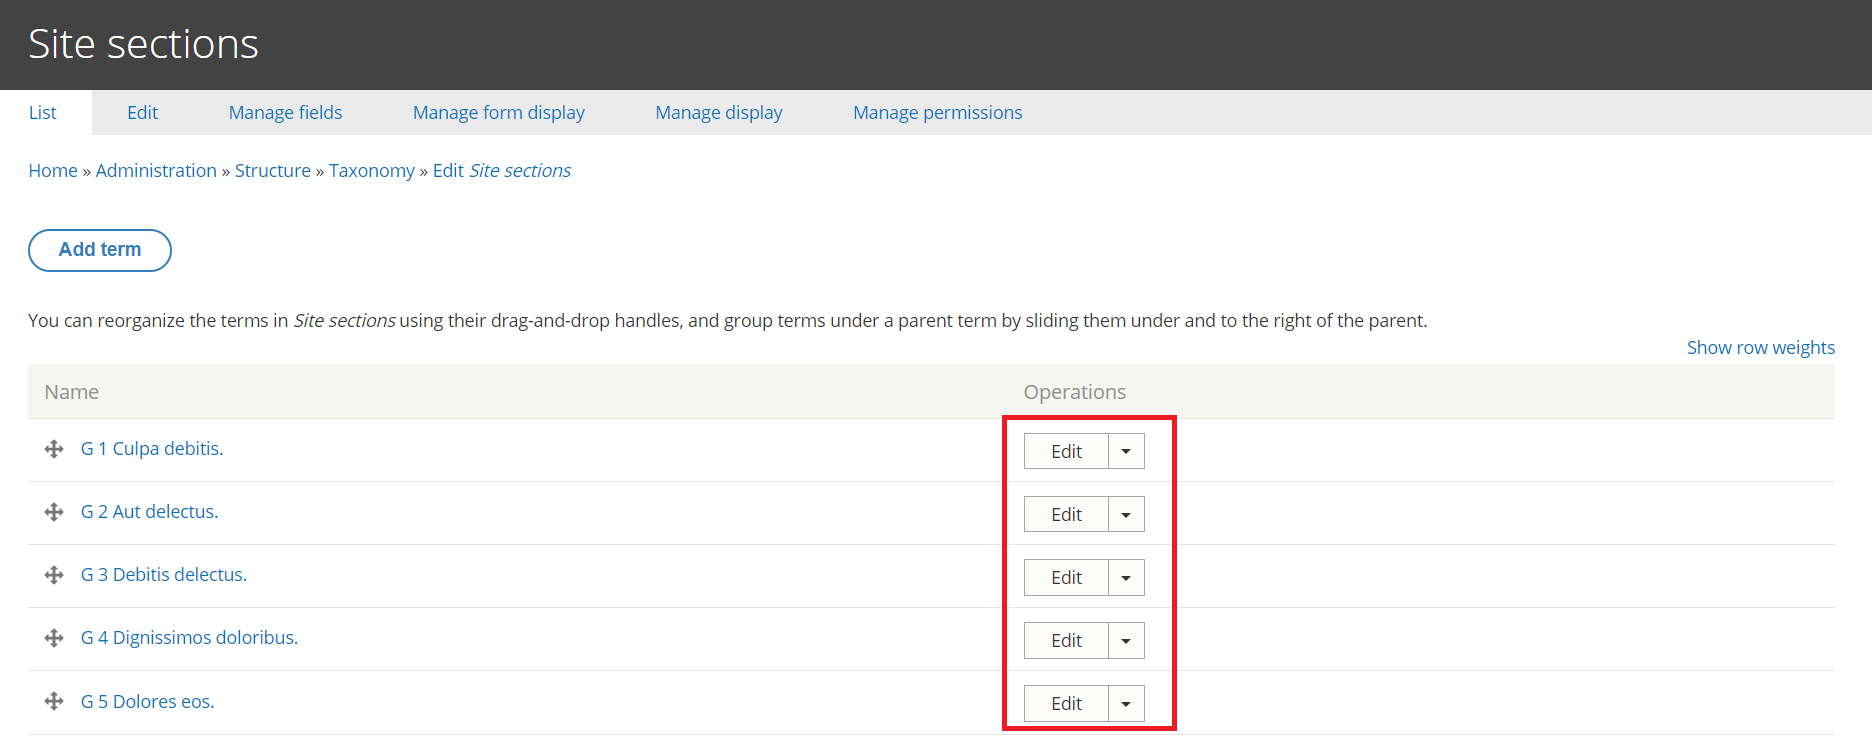 Site sections
List Edit Manage fields Manage form display Manage display Manage permissions
Home » Administration » Structure » Taxonomy » Edit Site sections
Add term
You can reorganize the terms in Site sections using their drag-and-drop handles, and group terms under a parent term by sliding them under and to the right of the parent.
Show row weights
Name Operations
G 1 Culpa debitis. Edit
G 2 Aut delectus. Edit
G 3 Debitis delectus. Edit
G 4 Dignissimos doloribus. Edit
G 5 Dolores eos. Edit